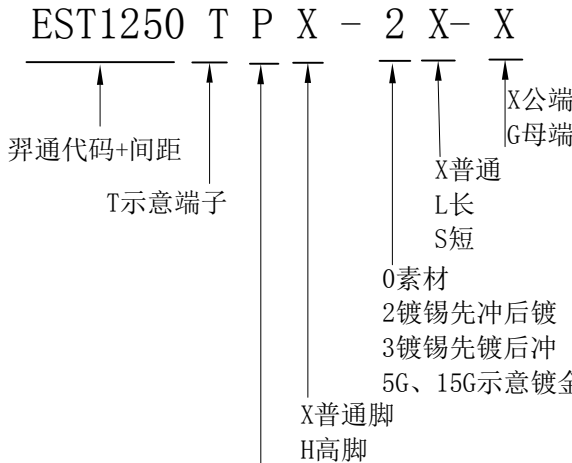 EST1250 T P X - 2 X- X
X公端
G母端
羿通代码+间距
X普通
L长
S短
T示意端子
0素材
2镀锡先冲后镀
3镀锡先镀后冲
5G、15G示意镀金
X普通脚
H高脚